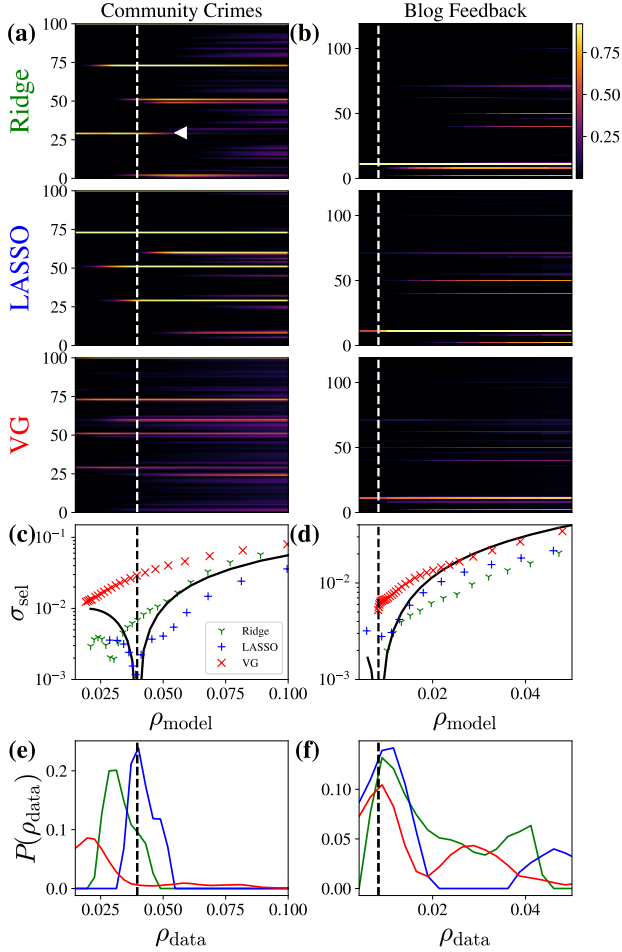 Community Crimes
Blog Feedback
(a)
(b)
Ridge
100
75
50
25
0
100
50
0
0.75
0.50
0.25
LASSO
100
75
50
25
0
100
50
0
VG
100
75
50
25
0
100
50
0
(c)
(d)
σ_sel
10⁻¹
10⁻²
10⁻³
10⁻²
10⁻³
Ridge
LASSO
VG
0.025 0.050 0.075 0.100
0.02 0.04
ρ_model
ρ_model
(e)
(f)
P(ρ_data)
0.2
0.1
0.0
0.10
0.05
0.00
0.025 0.050 0.075 0.100
0.02 0.04
ρ_data
ρ_data